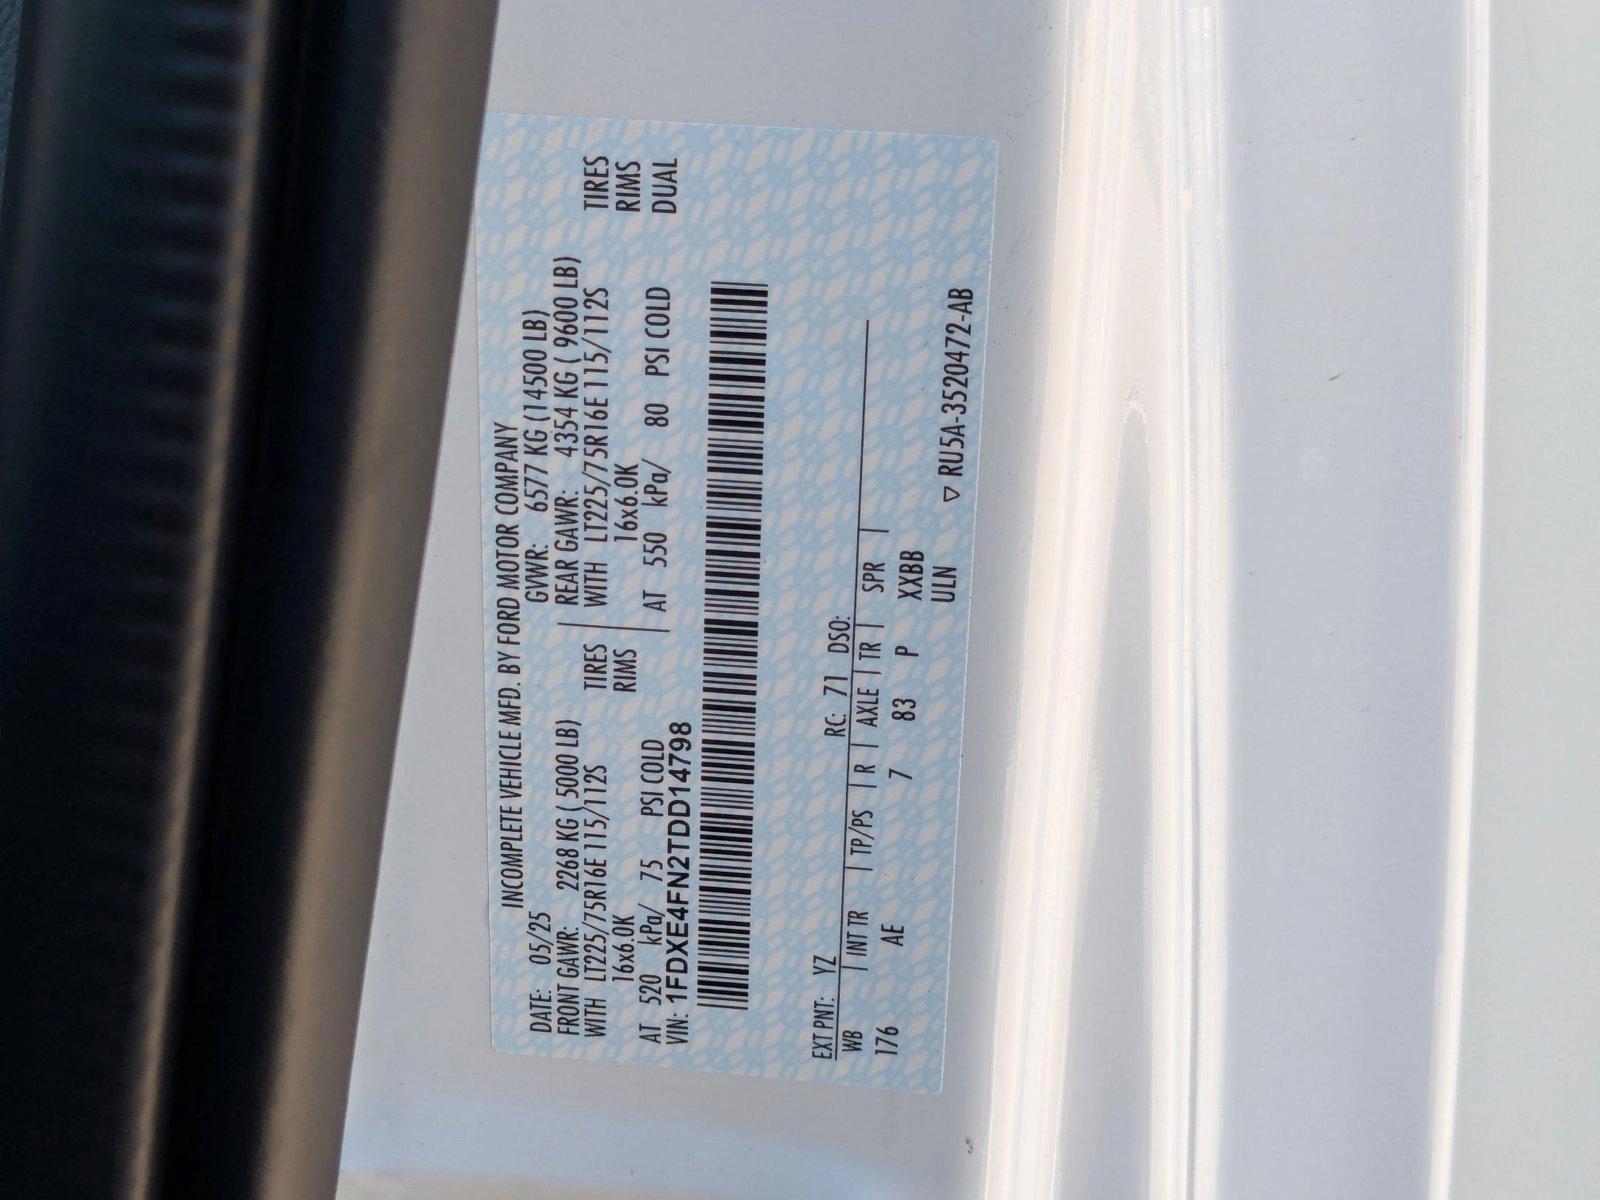 INCOMPLETE VEHICLE MFD. BY FORD MOTOR COMPANY
DATE: 05/25 GVWR: 6577 KG (14500 LB)
FRONT GAWR: 2268 KG ( 5000 LB) REAR GAWR: 4354 KG ( 9600 LB)
WITH LT225/75R16E 115/112S TIRES WITH LT225/75R16E 115/112S TIRES
16x6.0K RIMS 16x6.0K RIMS
AT 520 kPa/ 75 PSI COLD AT 550 kPa/ 80 PSI COLD DUAL
VIN: 1FDXE4FN2TDD14798
EXT PNT: YZ RC: 71 DSO:
WB | INT TR | TP/PS | R | AXLE | TR | SPR |
176 AE 7 83 P XXBB
ULN
▽ RU5A-3520472-AB